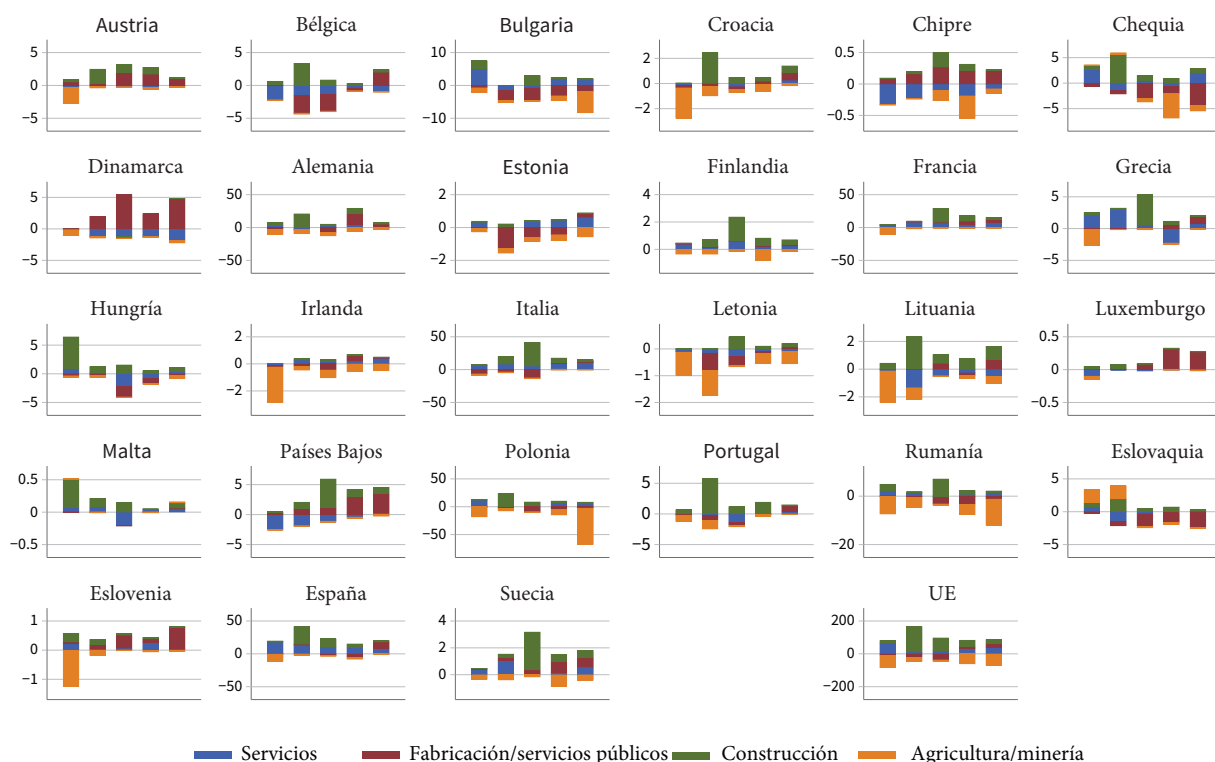 Austria Bélgica Bulgaria Croacia Chipre Chequia
5 0 −5
5 0 −5
10 0 −10
2 0 −2
0.5 0 −0.5
5 0 −5
Dinamarca Alemania Estonia Finlandia Francia Grecia
5 0 −5
50 0 −50
2 0 −2
4 2 0
50 0 −50
5 0 −5
Hungría Irlanda Italia Letonia Lituania Luxemburgo
5 0 −5
2 0 −2
50 0 −50
1 0 −1 −2
2 0 −2
0.5 0 −0.5
Malta Países Bajos Polonia Portugal Rumanía Eslovaquia
0.5 0 −0.5
5 0 −5
50 0 −50
5 0 −5
0 −20
5 0 −5
Eslovenia España Suecia UE
1 0 −1
50 0 −50
4 2 0
200 0 −200
Servicios Fabricación/servicios públicos Construcción Agricultura/minería